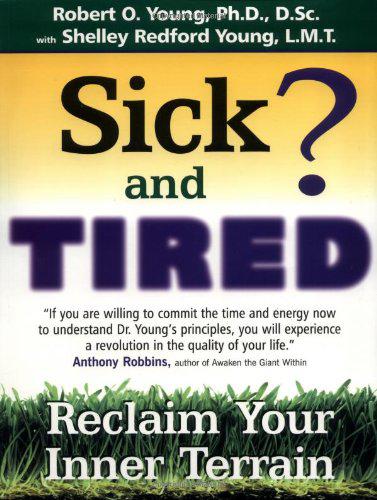 Robert O. Young, Ph.D., D.Sc.
with Shelley Redford Young, L.M.T.
Sick ?
and
TIRED
“If you are willing to commit the time and energy now
to understand Dr. Young’s principles, you will experience
a revolution in the quality of your life.”
Anthony Robbins, author of Awaken the Giant Within
Reclaim Your
Inner Terrain